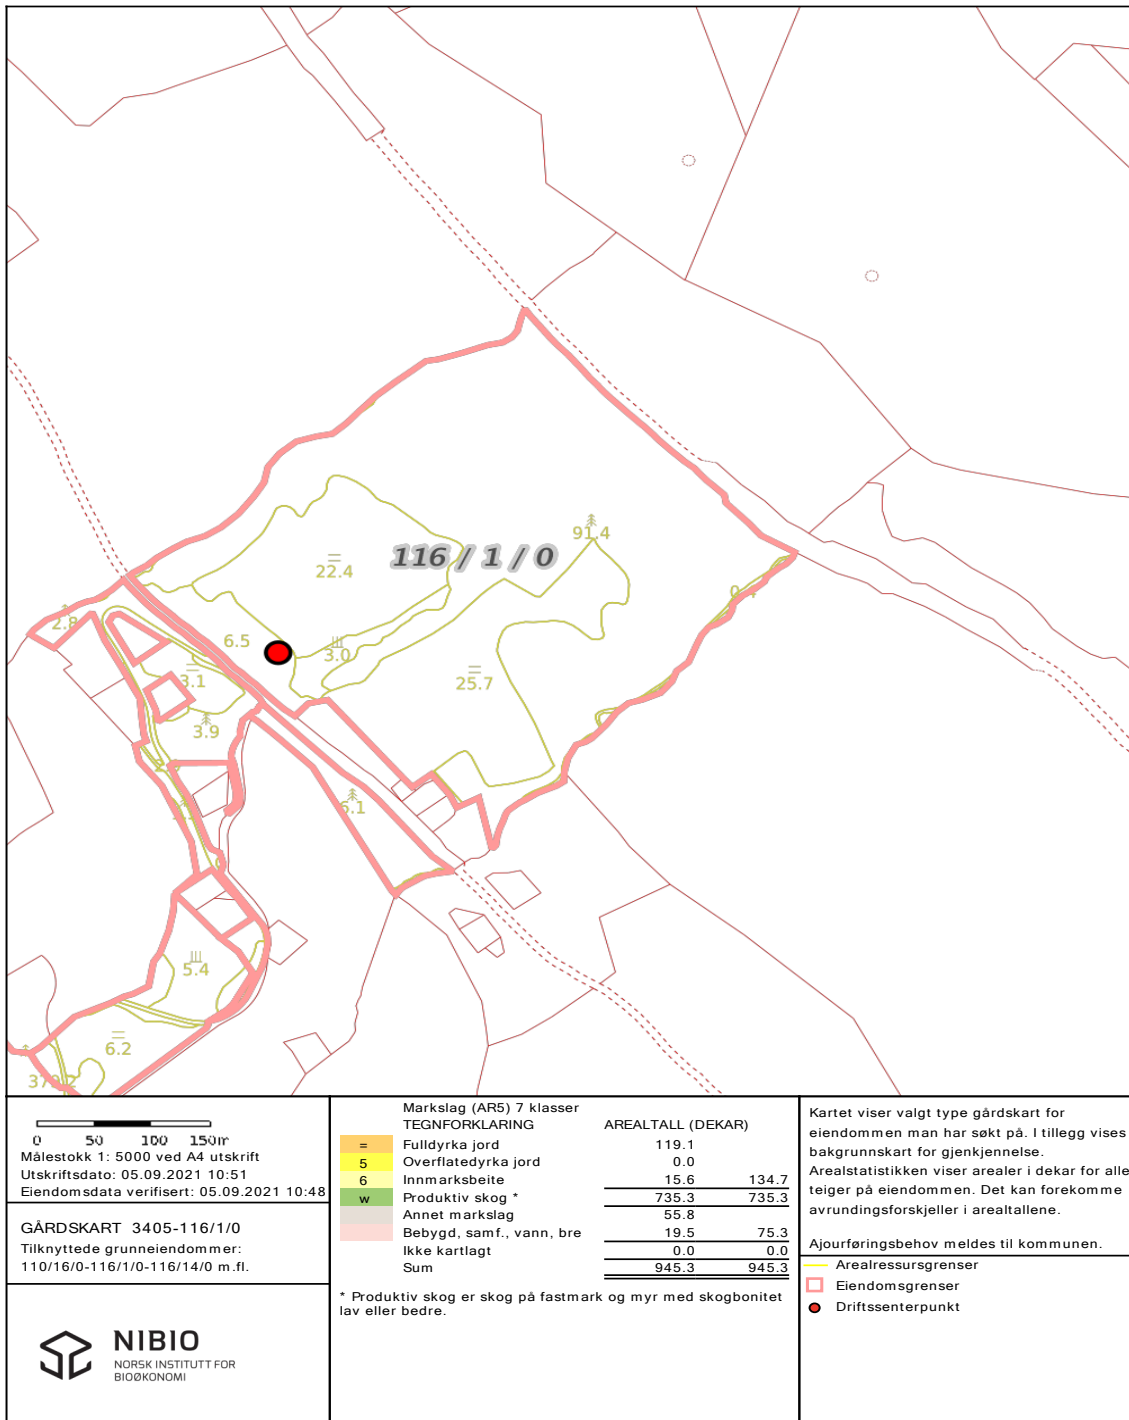 91.4
116 / 1 / 0
22.4
2.8
6.5
3.0
3.1
25.7
3.9
5.1
5.4
6.2
0 50 100 150m
Målestokk 1: 5000 ved A4 utskrift
Utskriftsdato: 05.09.2021 10:51
Eiendomsdata verifisert: 05.09.2021 10:48
GÅRDSKART 3405-116/1/0
Tilknyttede grunneiendommer:
110/16/0-116/1/0-116/14/0 m.fl.
NIBIO
NORSK INSTITUTT FOR
BIOØKONOMI
Markslag (AR5) 7 klasser
TEGNFORKLARING AREALTALL (DEKAR)
= Fulldyrka jord 119.1
5 Overflatedyrka jord 0.0
6 Innmarksbeite 15.6 134.7
w Produktiv skog * 735.3 735.3
Annet markslag 55.8
Bebygd, samf., vann, bre 19.5 75.3
Ikke kartlagt 0.0 0.0
Sum 945.3 945.3
* Produktiv skog er skog på fastmark og myr med skogbonitet
lav eller bedre.
Kartet viser valgt type gårdskart for
eiendommen man har søkt på. I tillegg vises
bakgrunnskart for gjenkjennelse.
Arealstatistikken viser arealer i dekar for alle
teiger på eiendommen. Det kan forekomme
avrundingsforskjeller i arealtallene.
Ajourføringsbehov meldes til kommunen.
Arealressursgrenser
Eiendomsgrenser
Driftssenterpunkt